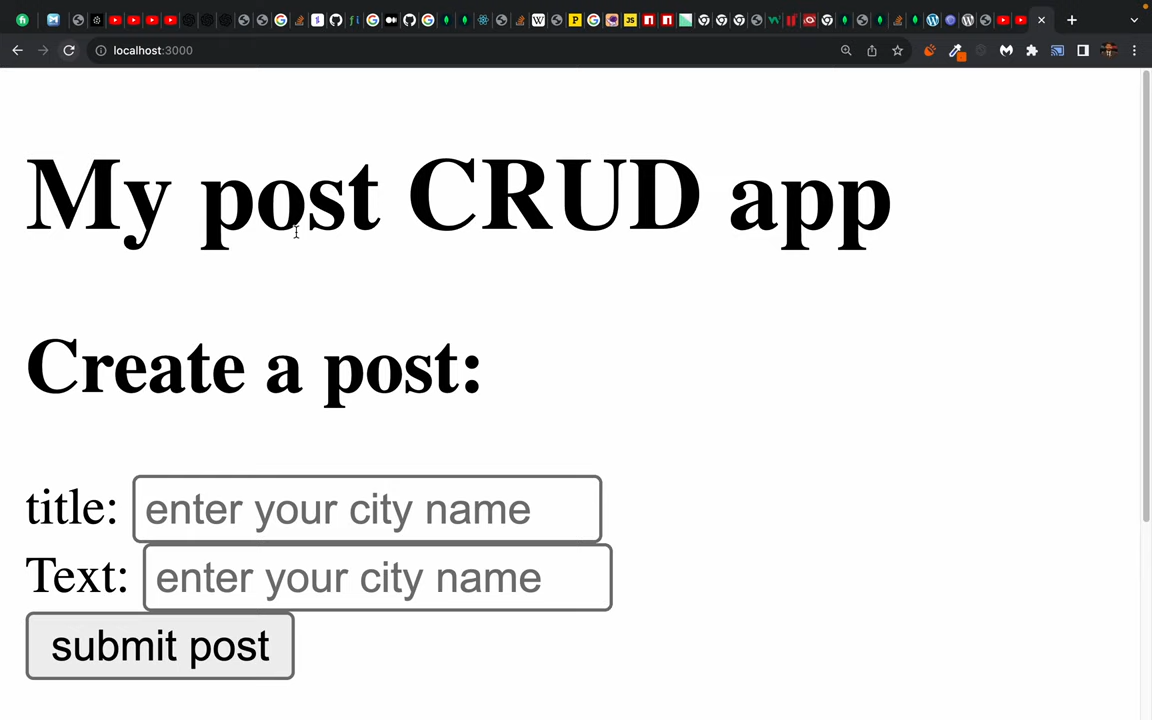 localhost:3000
My post CRUD app
Create a post:
title: enter your city name
Text: enter your city name
submit post